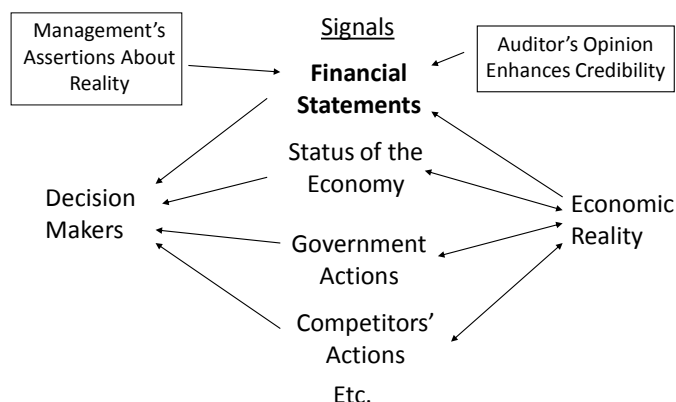 Management's
Assertions About
Reality
Signals
Auditor's Opinion
Enhances Credibility
Financial
Statements
Status of the
Economy
Decision
Makers
Economic
Reality
Government
Actions
Competitors'
Actions
Etc.